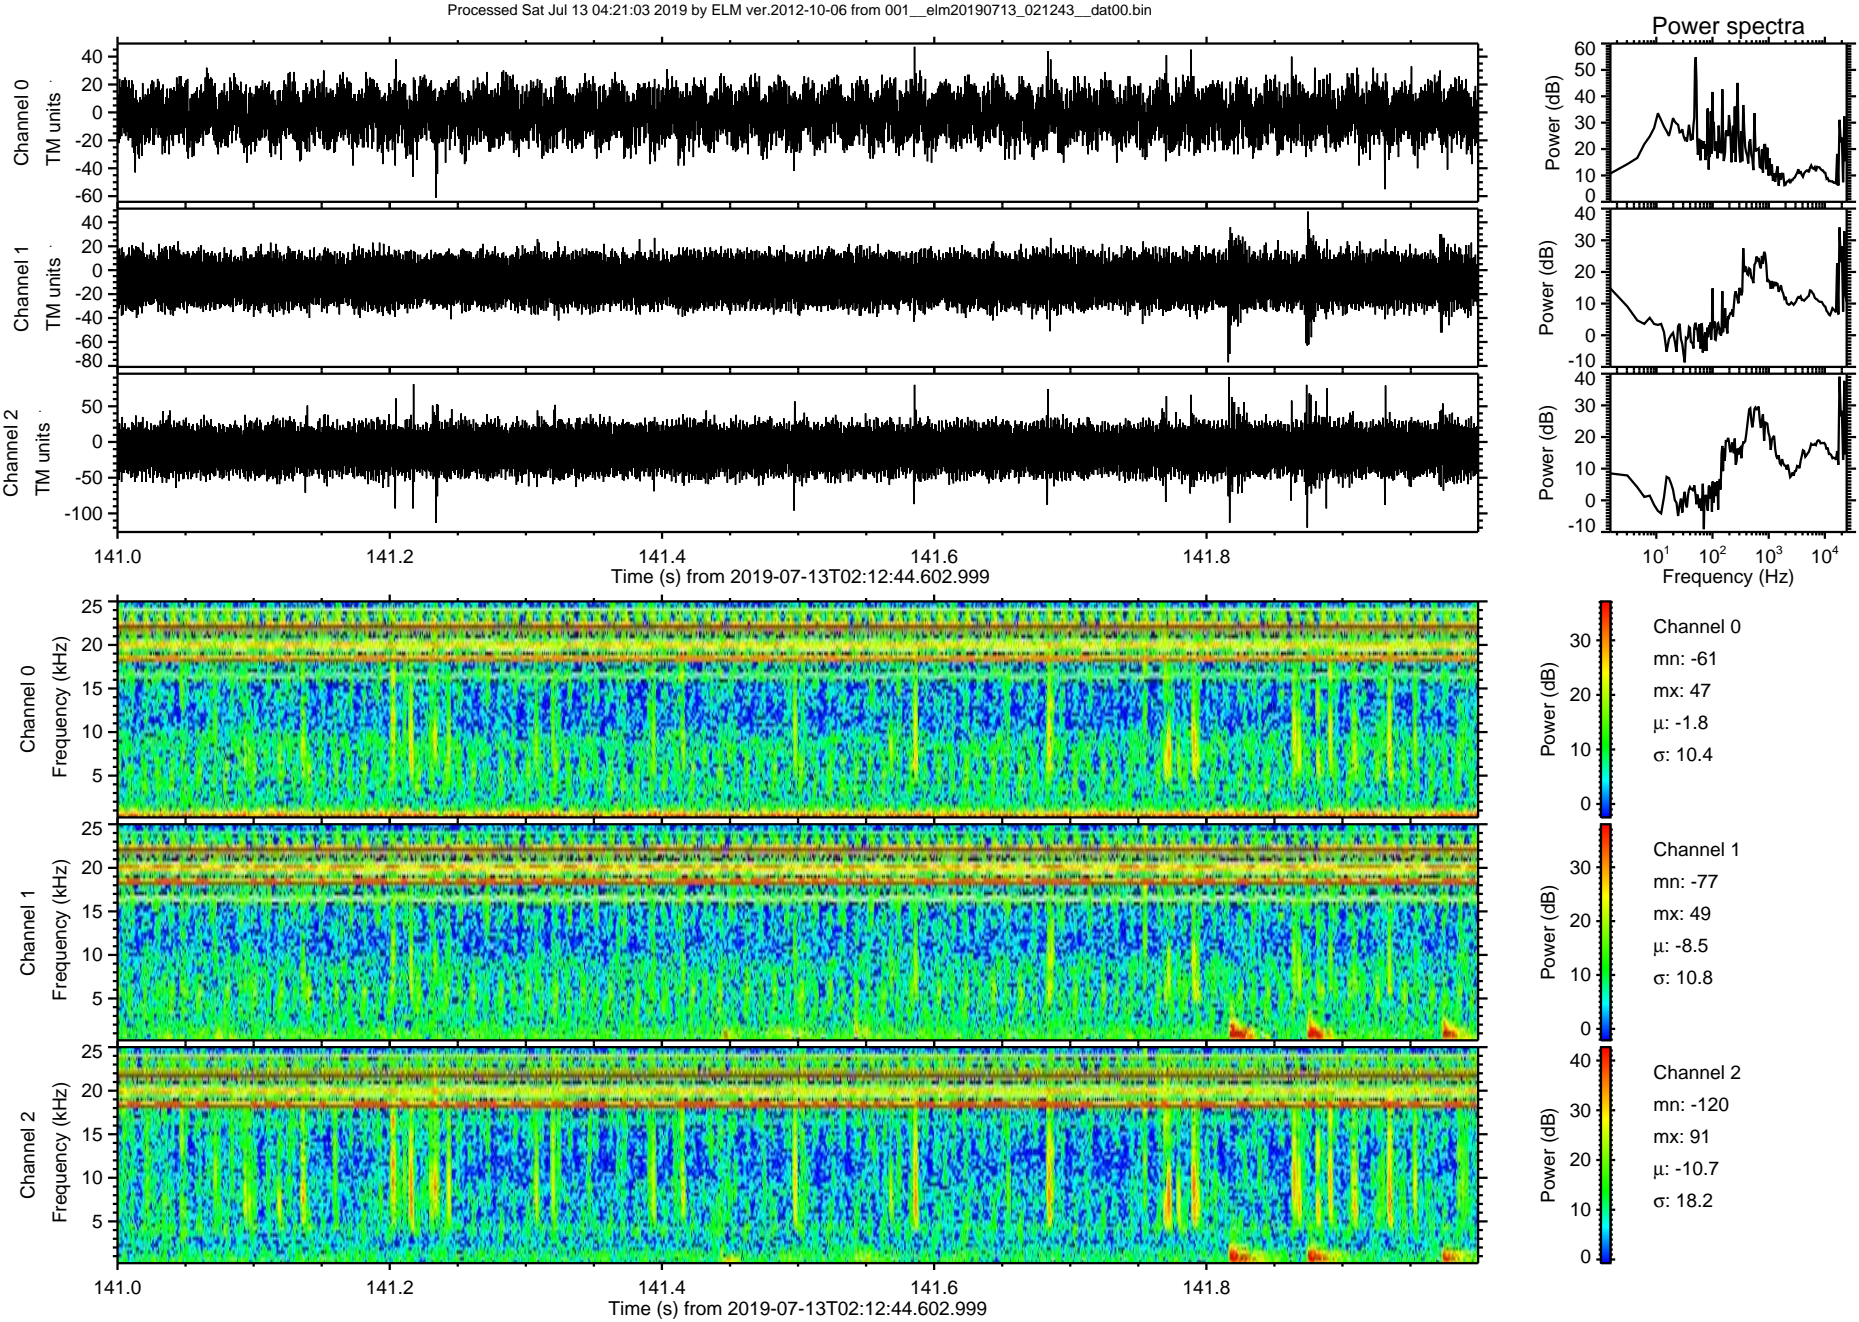 Processed Sat Jul 13 04:21:03 2019 by ELM ver.2012-10-06 from 001__elm20190713_021243__dat00.bin
Power spectra
Channel 0
TM units
40
20
0
-20
-40
-60
Power (dB)
60
50
40
30
20
10
0
Channel 1
TM units
40
20
0
-20
-40
-60
-80
Power (dB)
40
30
20
10
0
-10
Channel 2
TM units
50
0
-50
-100
Power (dB)
40
30
20
10
0
-10
141.0 141.2 141.4 141.6 141.8
Time (s) from 2019-07-13T02:12:44.602.999
10^1 10^2 10^3 10^4
Frequency (Hz)
Channel 0
Frequency (kHz)
25
20
15
10
5
Power (dB)
30
20
10
0
Channel 0
mn: -61
mx: 47
μ: -1.8
σ: 10.4
Channel 1
Frequency (kHz)
25
20
15
10
5
Power (dB)
30
20
10
0
Channel 1
mn: -77
mx: 49
μ: -8.5
σ: 10.8
Channel 2
Frequency (kHz)
25
20
15
10
5
Power (dB)
40
30
20
10
0
Channel 2
mn: -120
mx: 91
μ: -10.7
σ: 18.2
141.0 141.2 141.4 141.6 141.8
Time (s) from 2019-07-13T02:12:44.602.999